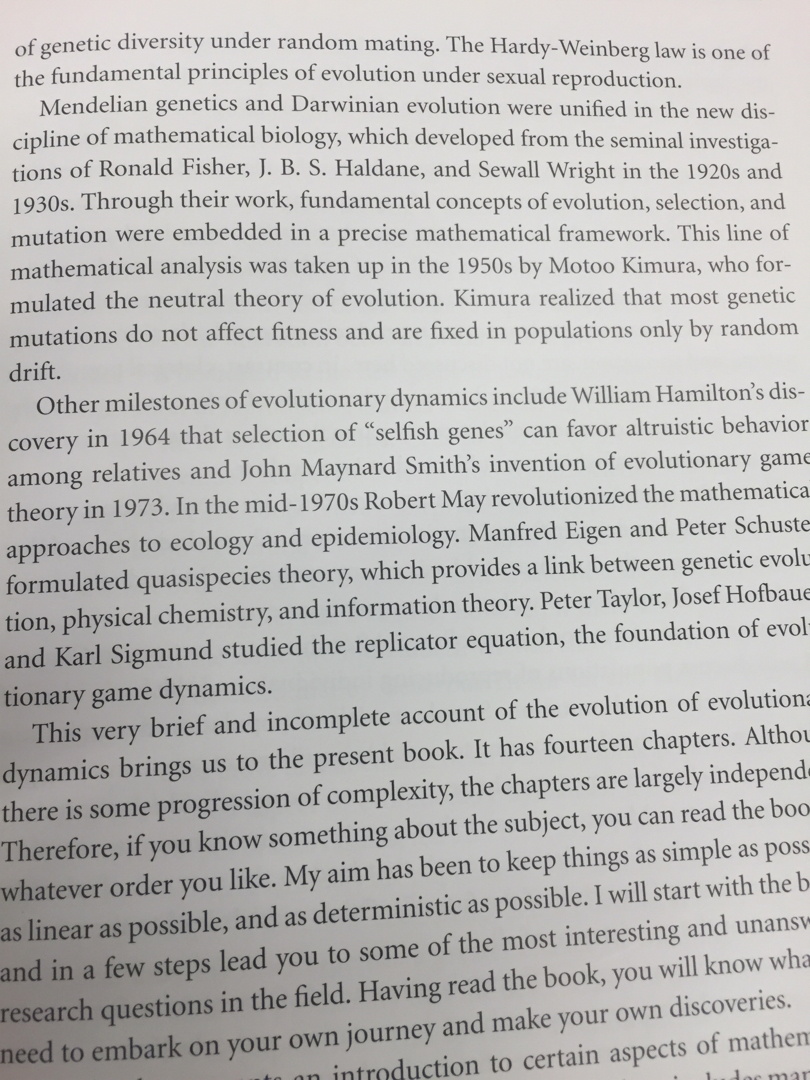 of genetic diversity under random mating. The Hardy-Weinberg law is one of
the fundamental principles of evolution under sexual reproduction.
Mendelian genetics and Darwinian evolution were unified in the new dis-
cipline of mathematical biology, which developed from the seminal investiga-
tions of Ronald Fisher, J. B. S. Haldane, and Sewall Wright in the 1920s and
1930s. Through their work, fundamental concepts of evolution, selection, and
mutation were embedded in a precise mathematical framework. This line of
mathematical analysis was taken up in the 1950s by Motoo Kimura, who for-
mulated the neutral theory of evolution. Kimura realized that most genetic
mutations do not affect fitness and are fixed in populations only by random
drift.
Other milestones of evolutionary dynamics include William Hamilton's dis-
covery in 1964 that selection of "selfish genes" can favor altruistic behavior
among relatives and John Maynard Smith's invention of evolutionary game
theory in 1973. In the mid-1970s Robert May revolutionized the mathematica
approaches to ecology and epidemiology. Manfred Eigen and Peter Schuste
formulated quasispecies theory, which provides a link between genetic evolu
tion, physical chemistry, and information theory. Peter Taylor, Josef Hofbaue
and Karl Sigmund studied the replicator equation, the foundation of evol
tionary game dynamics.
This very brief and incomplete account of the evolution of evolutiona
dynamics brings us to the present book. It has fourteen chapters. Althou
there is some progression of complexity, the chapters are largely independe
Therefore, if you know something about the subject, you can read the boo
whatever order you like. My aim has been to keep things as simple as poss
as linear as possible, and as deterministic as possible. I will start with the b
and in a few steps lead you to some of the most interesting and unansw
research questions in the field. Having read the book, you will know wha
need to embark on your own journey and make your own discoveries.
an introduction to certain aspects of mathem